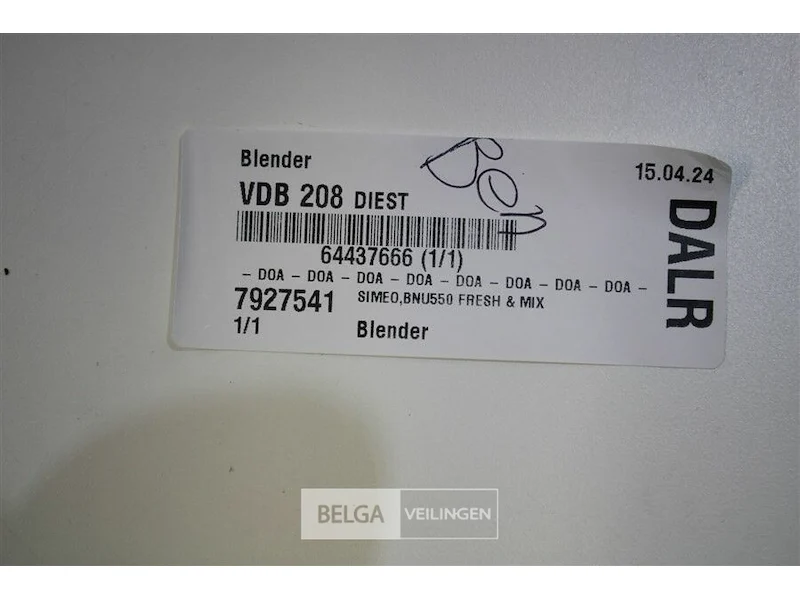 Blender
Ben
15.04.24
VDB 208 DIEST
DALR
64437666 (1/1)
- DOA - DOA - DOA - DOA - DOA - DOA - DOA - DOA -
7927541 SIMEO,BNU550 FRESH & MIX
1/1 Blender
BELGA VEILINGEN